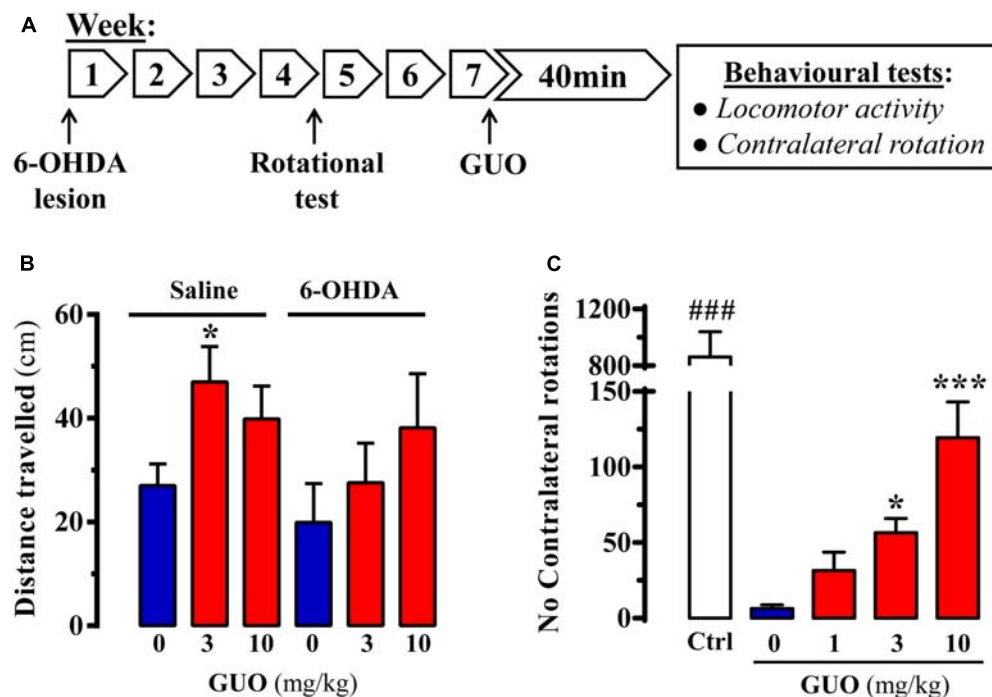 A
Week:
1 2 3 4 5 6 7 40min
6-OHDA
lesion
Rotational
test
GUO
Behavioural tests:
● Locomotor activity
● Contralateral rotation
B
Saline 6-OHDA
Distance travelled (cm)
60
40
20
0
*
0 3 10 0 3 10
GUO (mg/kg)
C
No Contralateral rotations
1200
800
150
100
50
0
###
*
***
Ctrl 0 1 3 10
GUO (mg/kg)